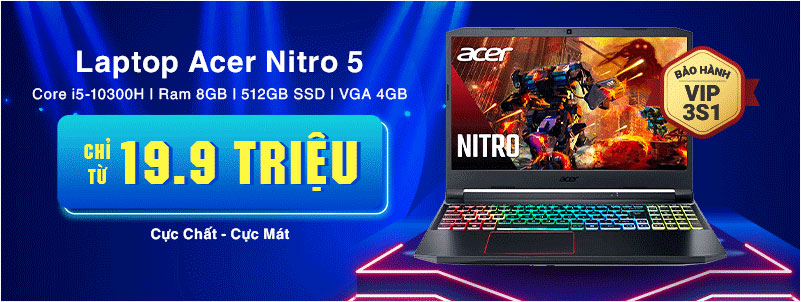 Laptop Acer Nitro 5
Core i5-10300H | Ram 8GB | 512GB SSD | VGA 4GB
CHỈ TỪ 19.9 TRIỆU
Cực Chất - Cực Mát
acer
NITRO
acer
BẢO HÀNH
VIP
3S1